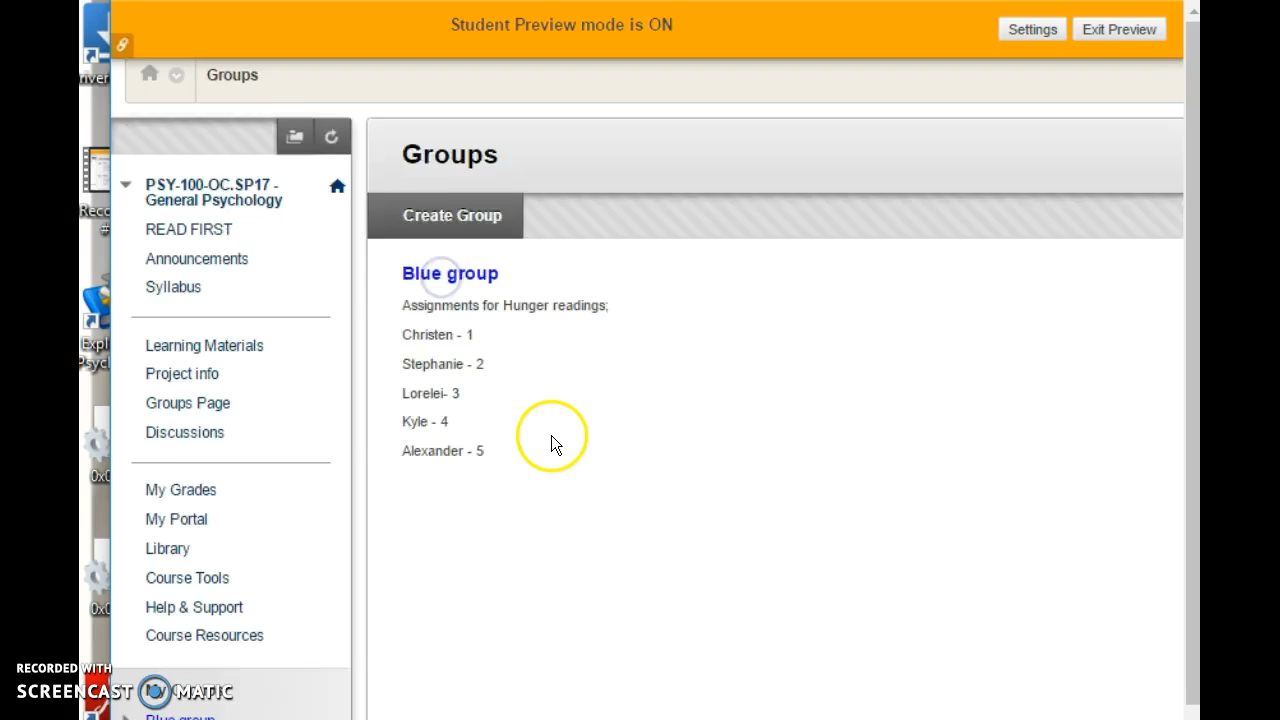 Student Preview mode is ON
Settings
Exit Preview
Groups
Groups
Create Group
PSY-100-OC.SP17 -
General Psychology
READ FIRST
Announcements
Syllabus
Learning Materials
Project info
Groups Page
Discussions
My Grades
My Portal
Library
Course Tools
Help & Support
Course Resources
Blue group
Blue group
Assignments for Hunger readings;
Christen - 1
Stephanie - 2
Lorelei- 3
Kyle - 4
Alexander - 5
RECORDED WITH
SCREENCAST MATIC